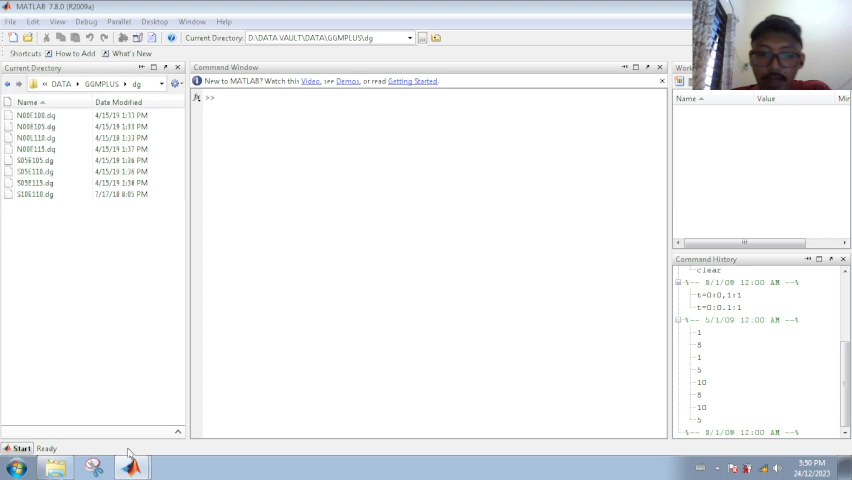 MATLAB 7.8.0 (R2009a)
File Edit View Debug Parallel Desktop Window Help
Current Directory: D:\DATA VAULT\DATA\GGMPLUS\dg
Shortcuts How to Add What's New
Current Directory
« DATA ► GGMPLUS ► dg
Name Date Modified
N00E100.dg 4/15/19 1:33 PM
N00E105.dg 4/15/19 1:33 PM
N00E110.dg 4/15/19 1:33 PM
N00E115.dg 4/15/19 1:37 PM
S05E105.dg 4/15/19 1:36 PM
S05E110.dg 4/15/19 1:36 PM
S05E115.dg 4/15/19 1:38 PM
S10E110.dg 7/17/18 8:05 PM
Command Window
New to MATLAB? Watch this Video, see Demos, or read Getting Started.
fx >>
Work
Name Value Min
Command History
clear
%-- 8/1/09 12:00 AM --%
t=0:0,1:1
t=0:0.1:1
%-- 5/1/09 12:00 AM --%
1
8
1
5
10
8
10
5
%-- 8/1/09 12:00 AM --%
Start Ready
3:50 PM
24/12/2023